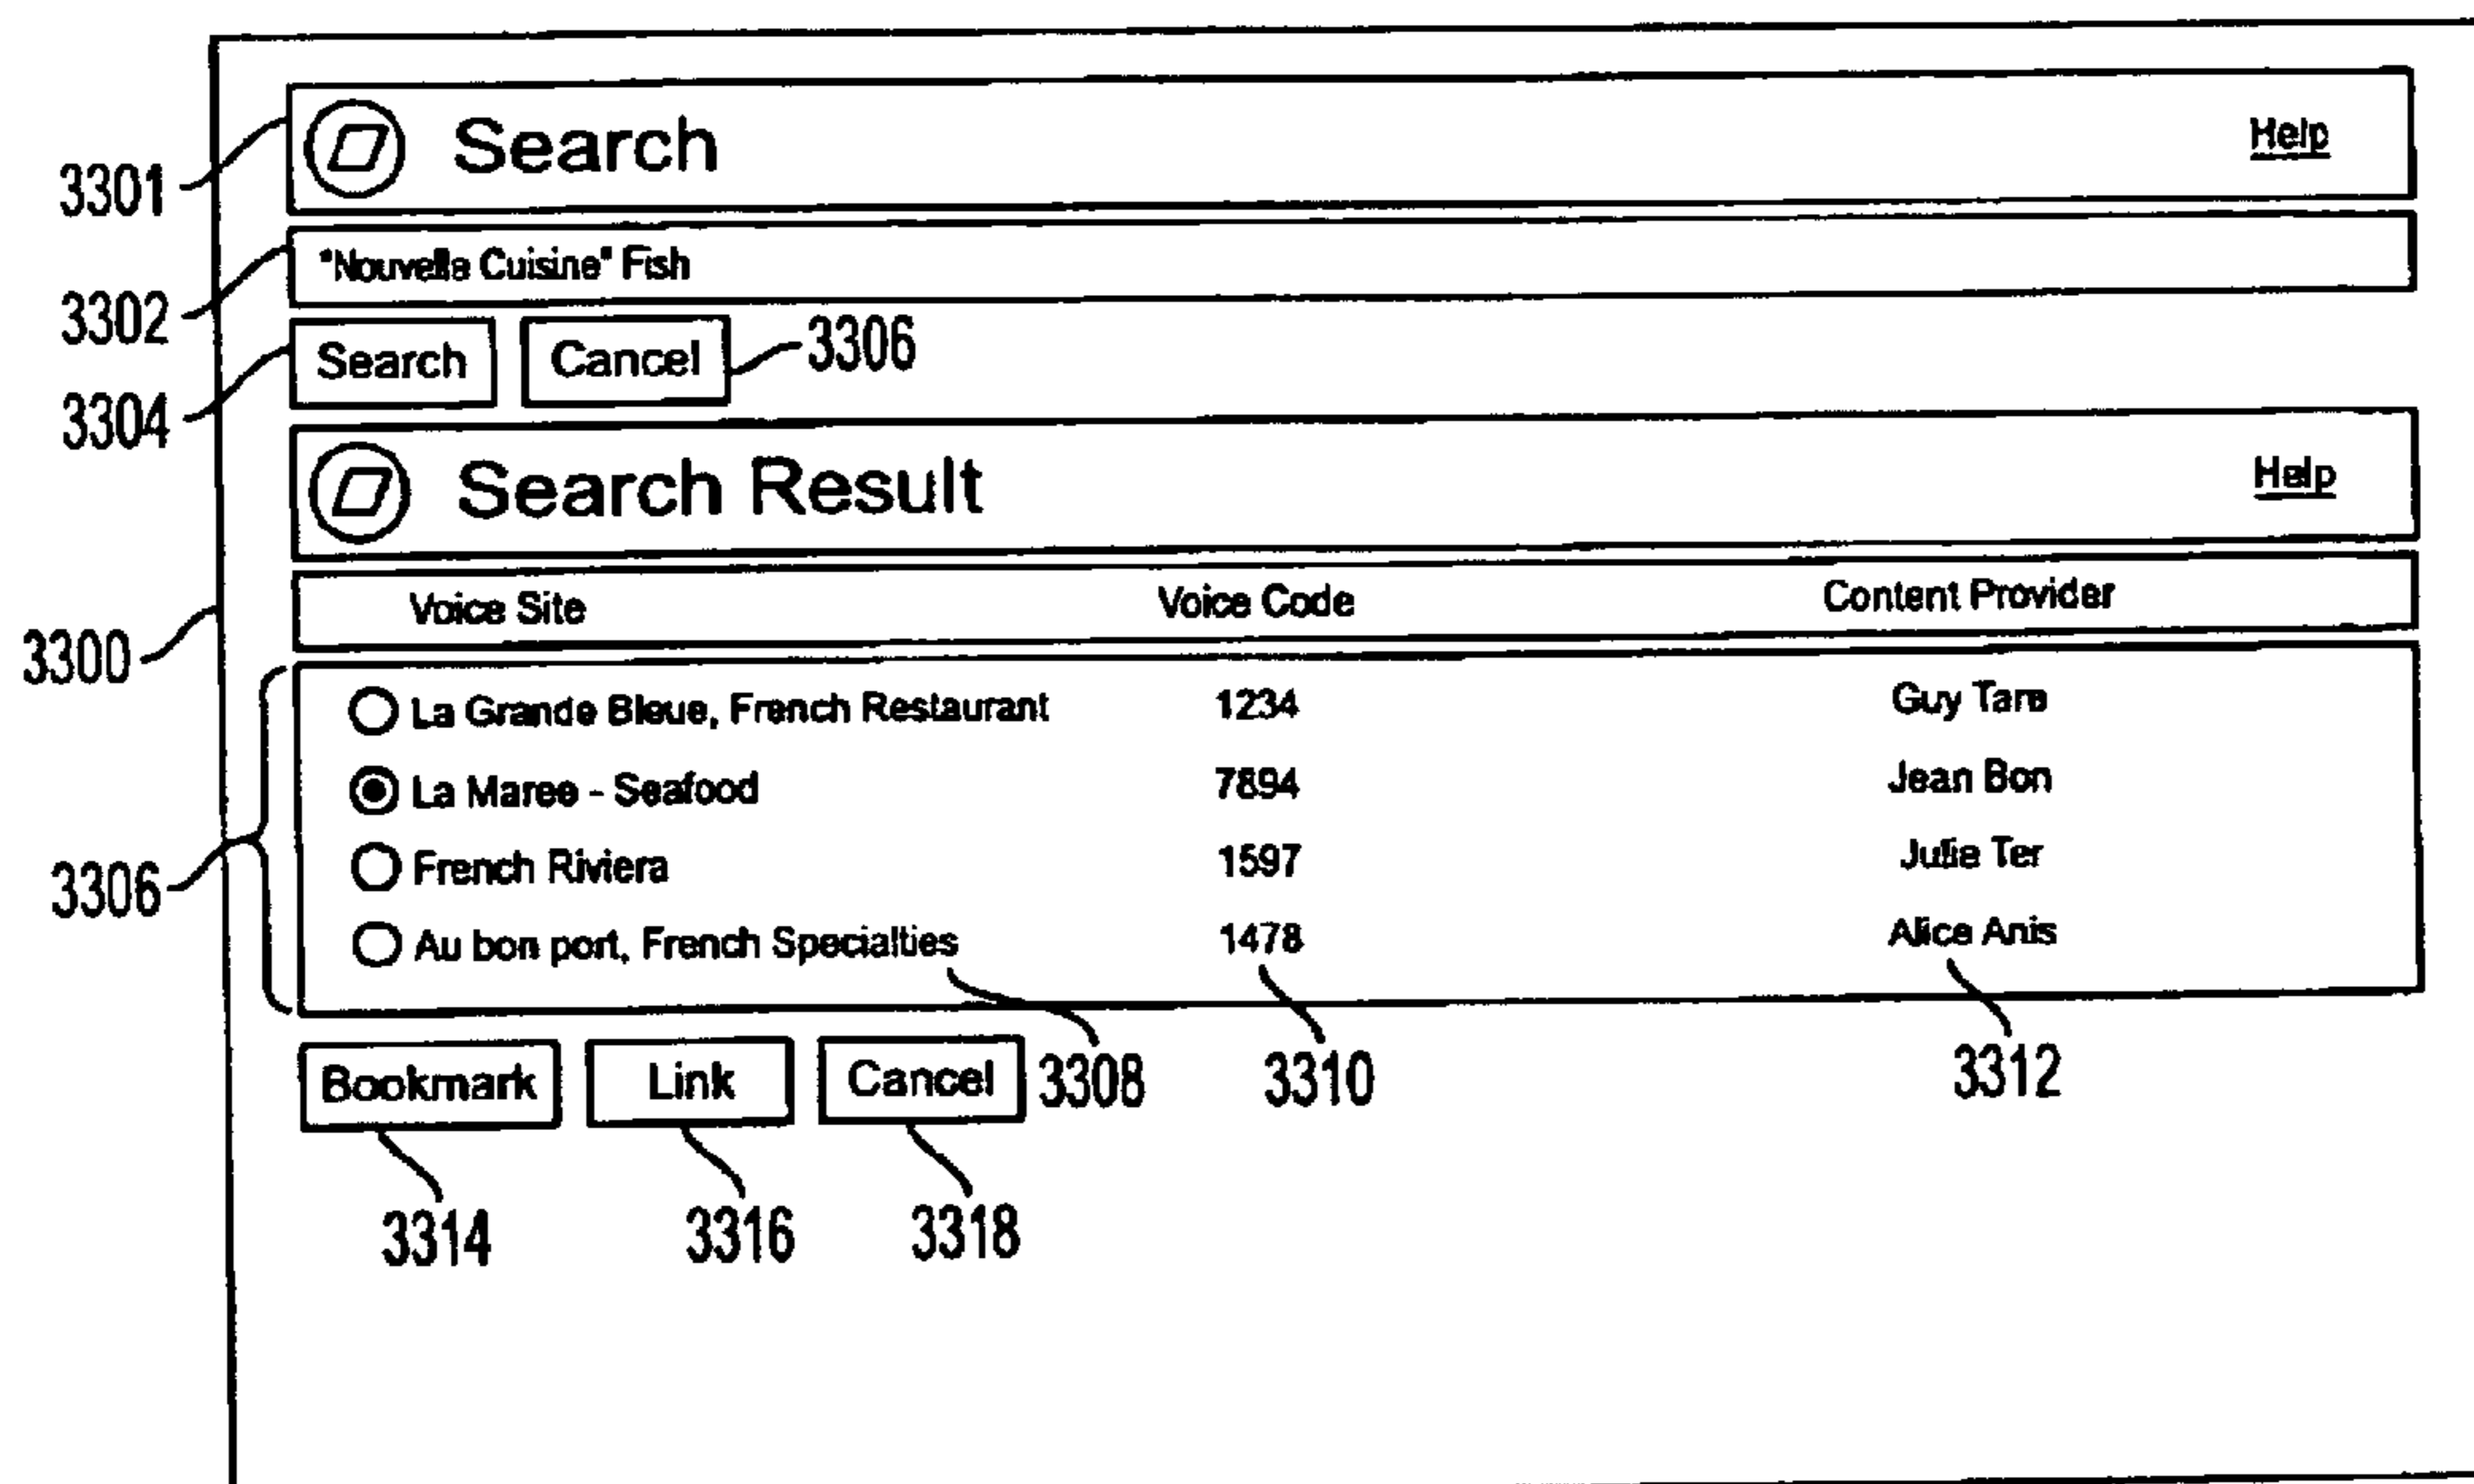 3301 Search Help
3302 "Nouvelle Cuisine" Fish
3304 Search Cancel 3306
Search Result Help
3300 Voice Site Voice Code Content Provider
La Grande Bleue, French Restaurant 1234 Guy Tare
La Maree - Seafood 7894 Jean Bon
3306 French Riviera 1597 Julie Ter
Au bon port, French Specialties 1478 Alice Anis
Bookmark Link Cancel 3308 3310 3312
3314 3316 3318